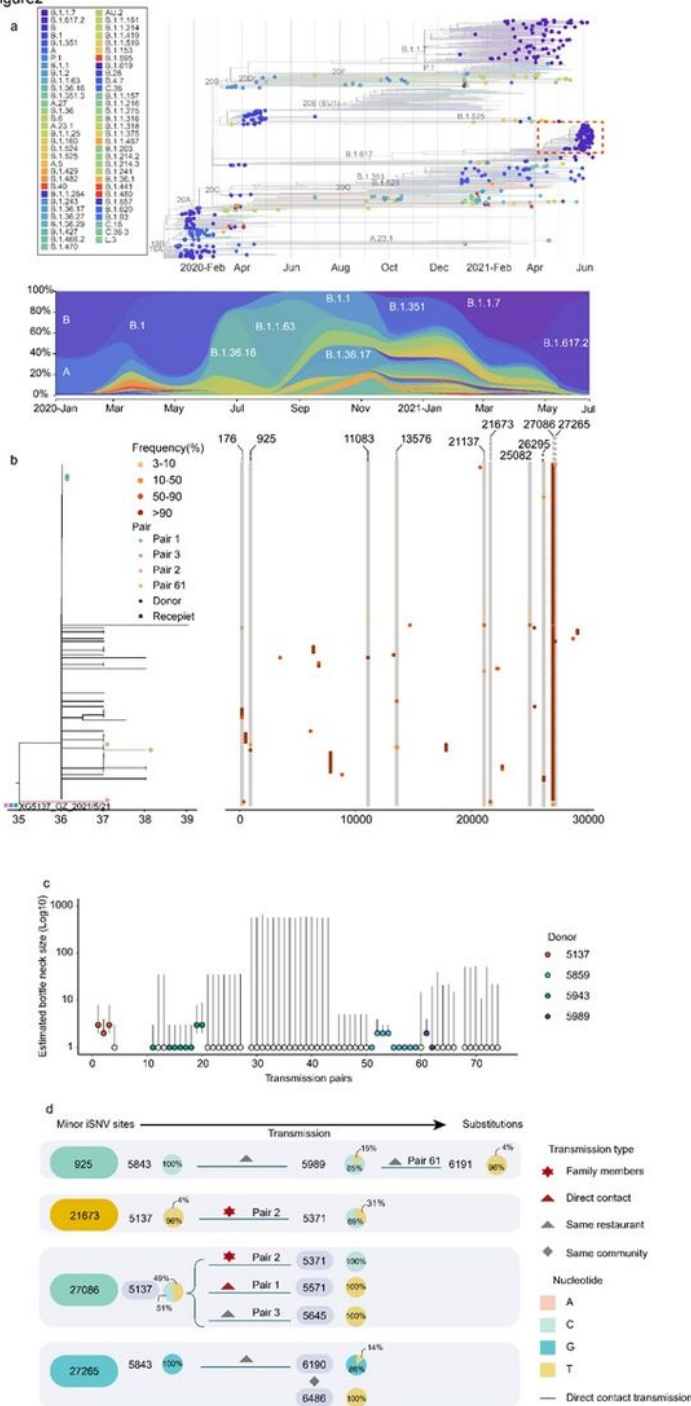 Figure2
a
B.1.1.7
B.1.617.2
B
B.1
B.1.351
A
P.1
B.1.1
B.1.2
B.1.1.63
B.1.36.16
B.1.351.3
A.27
B.1.36
B.6
A.23.1
B.1.1.25
B.1.160
B.1.524
B.1.525
A.5
B.1.429
B.1.482
B.40
B.1.1.284
B.1.243
B.1.36.17
B.1.36.27
B.1.36.29
B.1.427
B.1.466.2
B.1.470
AU.2
B.1.1.161
B.1.1.214
B.1.1.419
B.1.1.519
B.1.153
B.1.595
B.1.619
B.28
B.4.7
C.36
B.1.1.157
B.1.1.216
B.1.1.275
B.1.1.316
B.1.1.318
B.1.1.375
B.1.1.487
B.1.203
B.1.214.2
B.1.214.3
B.1.241
B.1.36.1
B.1.441
B.1.480
B.1.557
B.1.620
B.1.93
C.16
C.36.3
L.3
B.1.1.7
P.1
20B
20D
20F
20E (EU1)
B.1.525
B.1.617
B.1.351
B.1.526
20C
20G
20A
A.23.1
2020-Feb Apr Jun Aug Oct Dec 2021-Feb Apr Jun
100%
80%
60%
40%
20%
0%
B
A
B.1
B.1.36.16
B.1.1.63
B.1.1
B.1.36.17
B.1.351
B.1.1.7
B.1.617.2
2020-Jan Mar May Jul Sep Nov 2021-Jan Mar May Jul
b
Frequency(%)
3-10
10-50
50-90
>90
Pair
Pair 1
Pair 3
Pair 2
Pair 61
Donor
Recepiet
176 925 11083 13576 21137 21673 25082 26295 27086 27265
XG5137_GZ_2021/5/21
35 36 37 38 39
0 10000 20000 30000
c
Estimated bottle neck size (Log10)
1000
100
10
1
0 10 20 30 40 50 60 70
Transmission pairs
Donor
5137
5859
5943
5989
d
Minor iSNV sites
Transmission
Substitutions
925 5843 100% 5989 15% 85% Pair 61 6191 4% 96%
21673 5137 4% 96% Pair 2 5371 31% 69%
27086 5137 49% 51%
Pair 2 5371 100%
Pair 1 5571 100%
Pair 3 5645 100%
27265 5843 100% 6190 14% 86%
6486 100%
Transmission type
Family members
Direct contact
Same restaurant
Same community
Nucleotide
A
C
G
T
Direct contact transmission